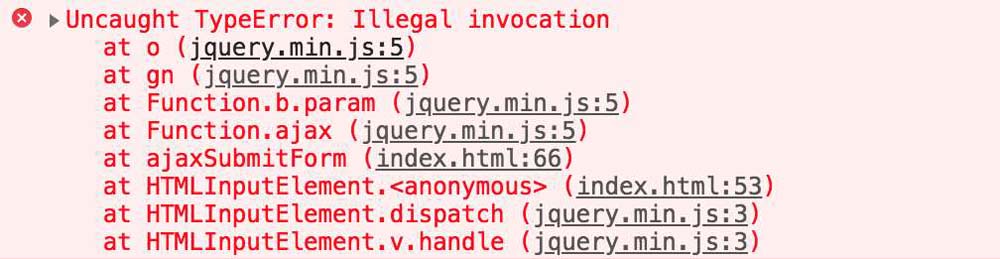 Uncaught TypeError: Illegal invocation
at o (jquery.min.js:5)
at gn (jquery.min.js:5)
at Function.b.param (jquery.min.js:5)
at Function.ajax (jquery.min.js:5)
at ajaxSubmitForm (index.html:66)
at HTMLInputElement.<anonymous> (index.html:53)
at HTMLInputElement.dispatch (jquery.min.js:3)
at HTMLInputElement.v.handle (jquery.min.js:3)